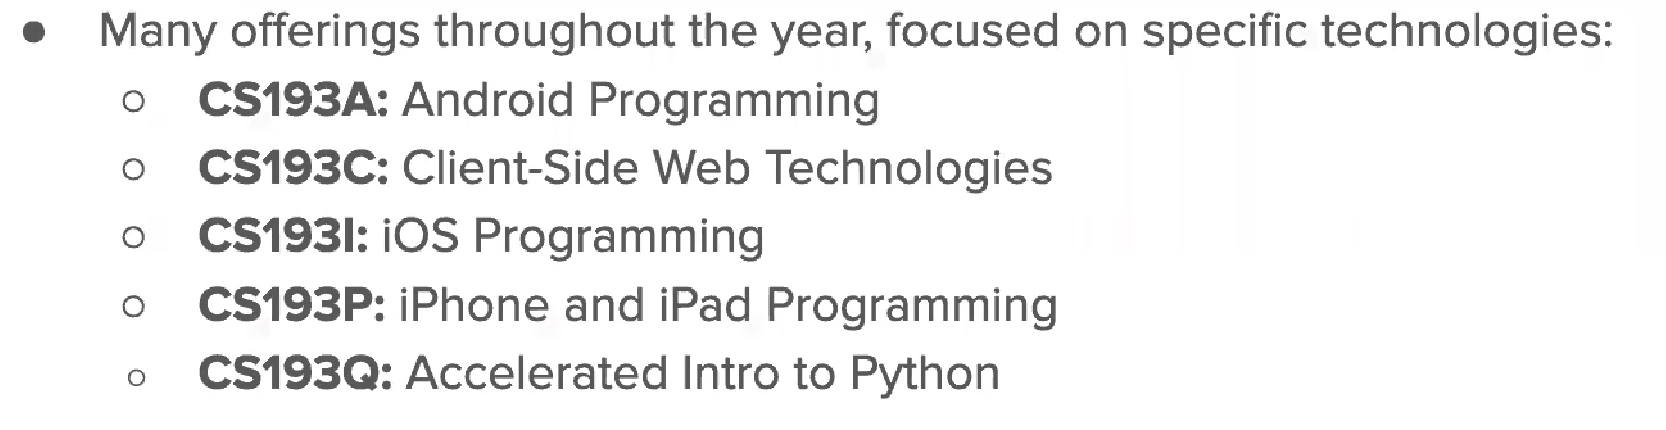 ● Many offerings throughout the year, focused on specific technologies:
○ CS193A: Android Programming
○ CS193C: Client-Side Web Technologies
○ CS193I: iOS Programming
○ CS193P: iPhone and iPad Programming
○ CS193Q: Accelerated Intro to Python